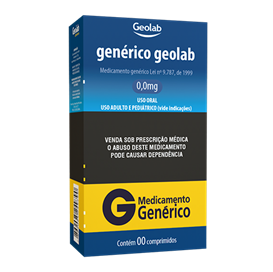 Geolab
genérico geolab
Medicamento genérico Lei nº 9.787, de 1999
0,0mg
USO ORAL
USO ADULTO E PEDIÁTRICO (vide indicações)
VENDA SOB PRESCRIÇÃO MÉDICA
O ABUSO DESTE MEDICAMENTO
PODE CAUSAR DEPENDÊNCIA
G Medicamento
Genérico
Contém 00 comprimidos